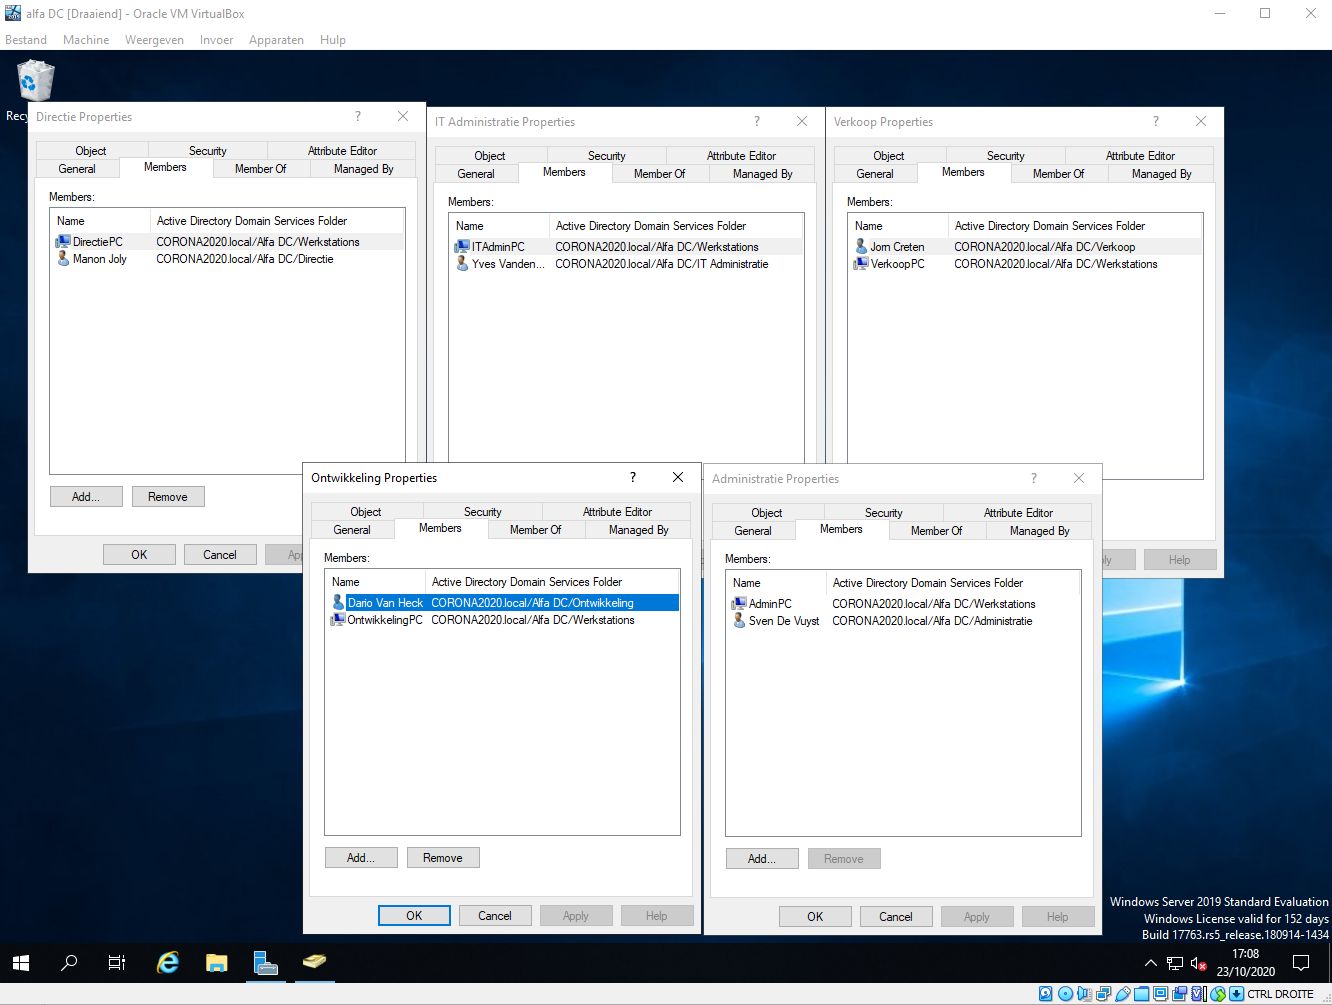 alfa DC [Draaiend] - Oracle VM VirtualBox
Bestand Machine Weergeven Invoer Apparaten Hulp
Directie Properties ?
Object Security Attribute Editor
General Members Member Of Managed By
Members:
Name Active Directory Domain Services Folder
DirectiePC CORONA2020.local/Alfa DC/Werkstations
Manon Joly CORONA2020.local/Alfa DC/Directie
Add... Remove
OK Cancel
IT Administratie Properties ?
Object Security Attribute Editor
General Members Member Of Managed By
Members:
Name Active Directory Domain Services Folder
ITAdminPC CORONA2020.local/Alfa DC/Werkstations
Yves Vanden... CORONA2020.local/Alfa DC/IT Administratie
Verkoop Properties ?
Object Security Attribute Editor
General Members Member Of Managed By
Members:
Name Active Directory Domain Services Folder
Jorn Creten CORONA2020.local/Alfa DC/Verkoop
VerkoopPC CORONA2020.local/Alfa DC/Werkstations
Help
Ontwikkeling Properties ?
Object Security Attribute Editor
General Members Member Of Managed By
Members:
Name Active Directory Domain Services Folder
Dario Van Heck CORONA2020.local/Alfa DC/Ontwikkeling
OntwikkelingPC CORONA2020.local/Alfa DC/Werkstations
Add... Remove
OK Cancel Apply Help
Administratie Properties ?
Object Security Attribute Editor
General Members Member Of Managed By
Members:
Name Active Directory Domain Services Folder
AdminPC CORONA2020.local/Alfa DC/Werkstations
Sven De Vuyst CORONA2020.local/Alfa DC/Administratie
Add... Remove
OK Cancel Apply Help
Windows Server 2019 Standard Evaluation
Windows License valid for 152 days
Build 17763.rs5_release.180914-1434
17:08
23/10/2020
CTRL DROITE